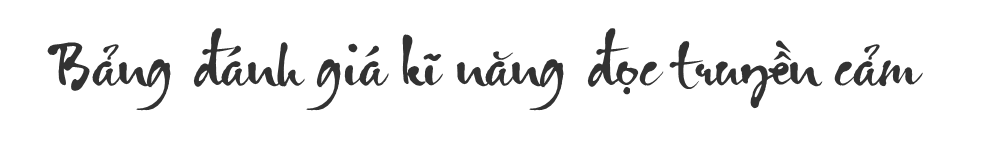 Bảng đánh giá kĩ năng đọc truyền cảm